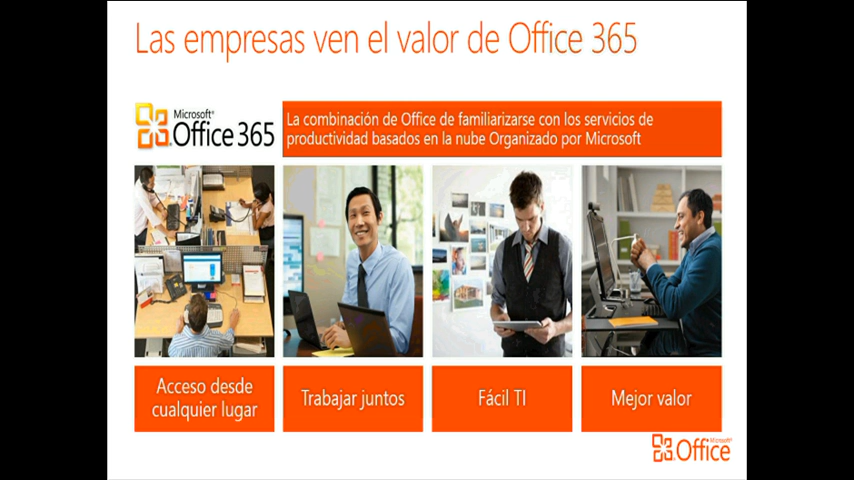 Las empresas ven el valor de Office 365
Microsoft®
Office 365
La combinación de Office de familiarizarse con los servicios de
productividad basados en la nube Organizado por Microsoft
Acceso desde
cualquier lugar
Trabajar juntos
Fácil TI
Mejor valor
Microsoft®
Office